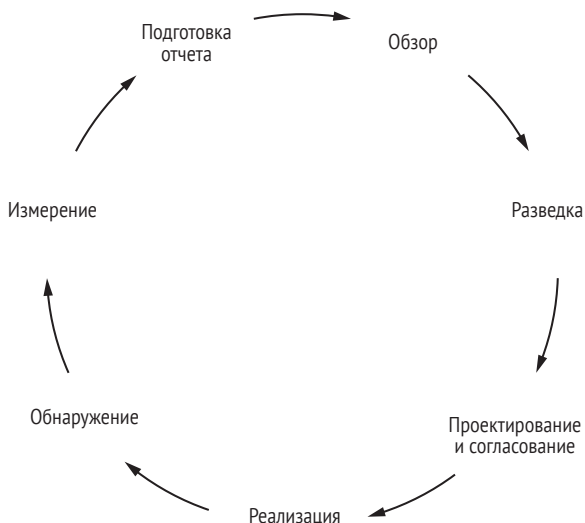 Подготовка
отчета
Обзор
Разведка
Проектирование
и согласование
Реализация
Обнаружение
Измерение